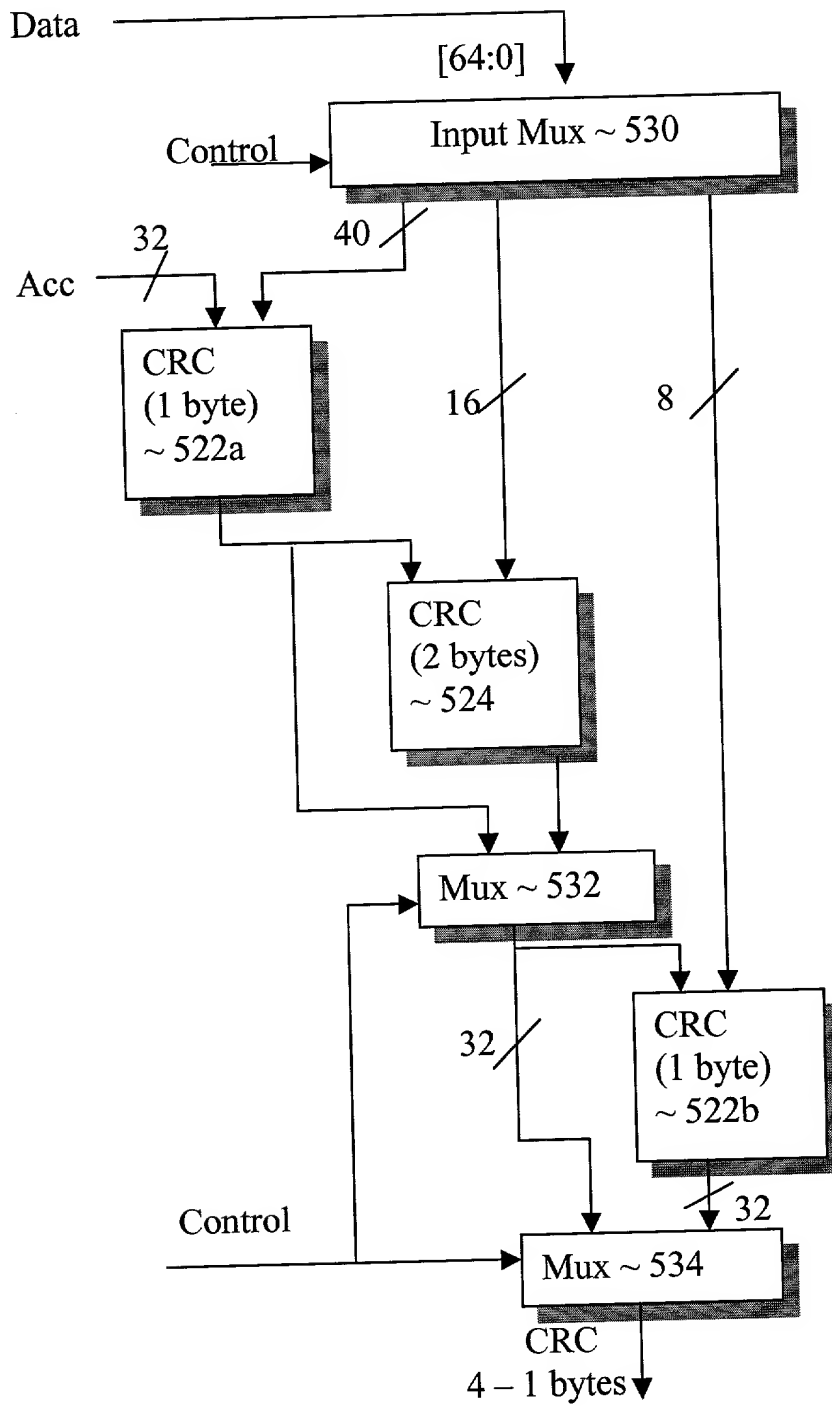 Data
[64:0]
Input Mux ~ 530
Control
32
40
Acc
CRC
(1 byte)
~ 522a
16
8
CRC
(2 bytes)
~ 524
Mux ~ 532
32
CRC
(1 byte)
~ 522b
32
Control
Mux ~ 534
CRC
4 – 1 bytes